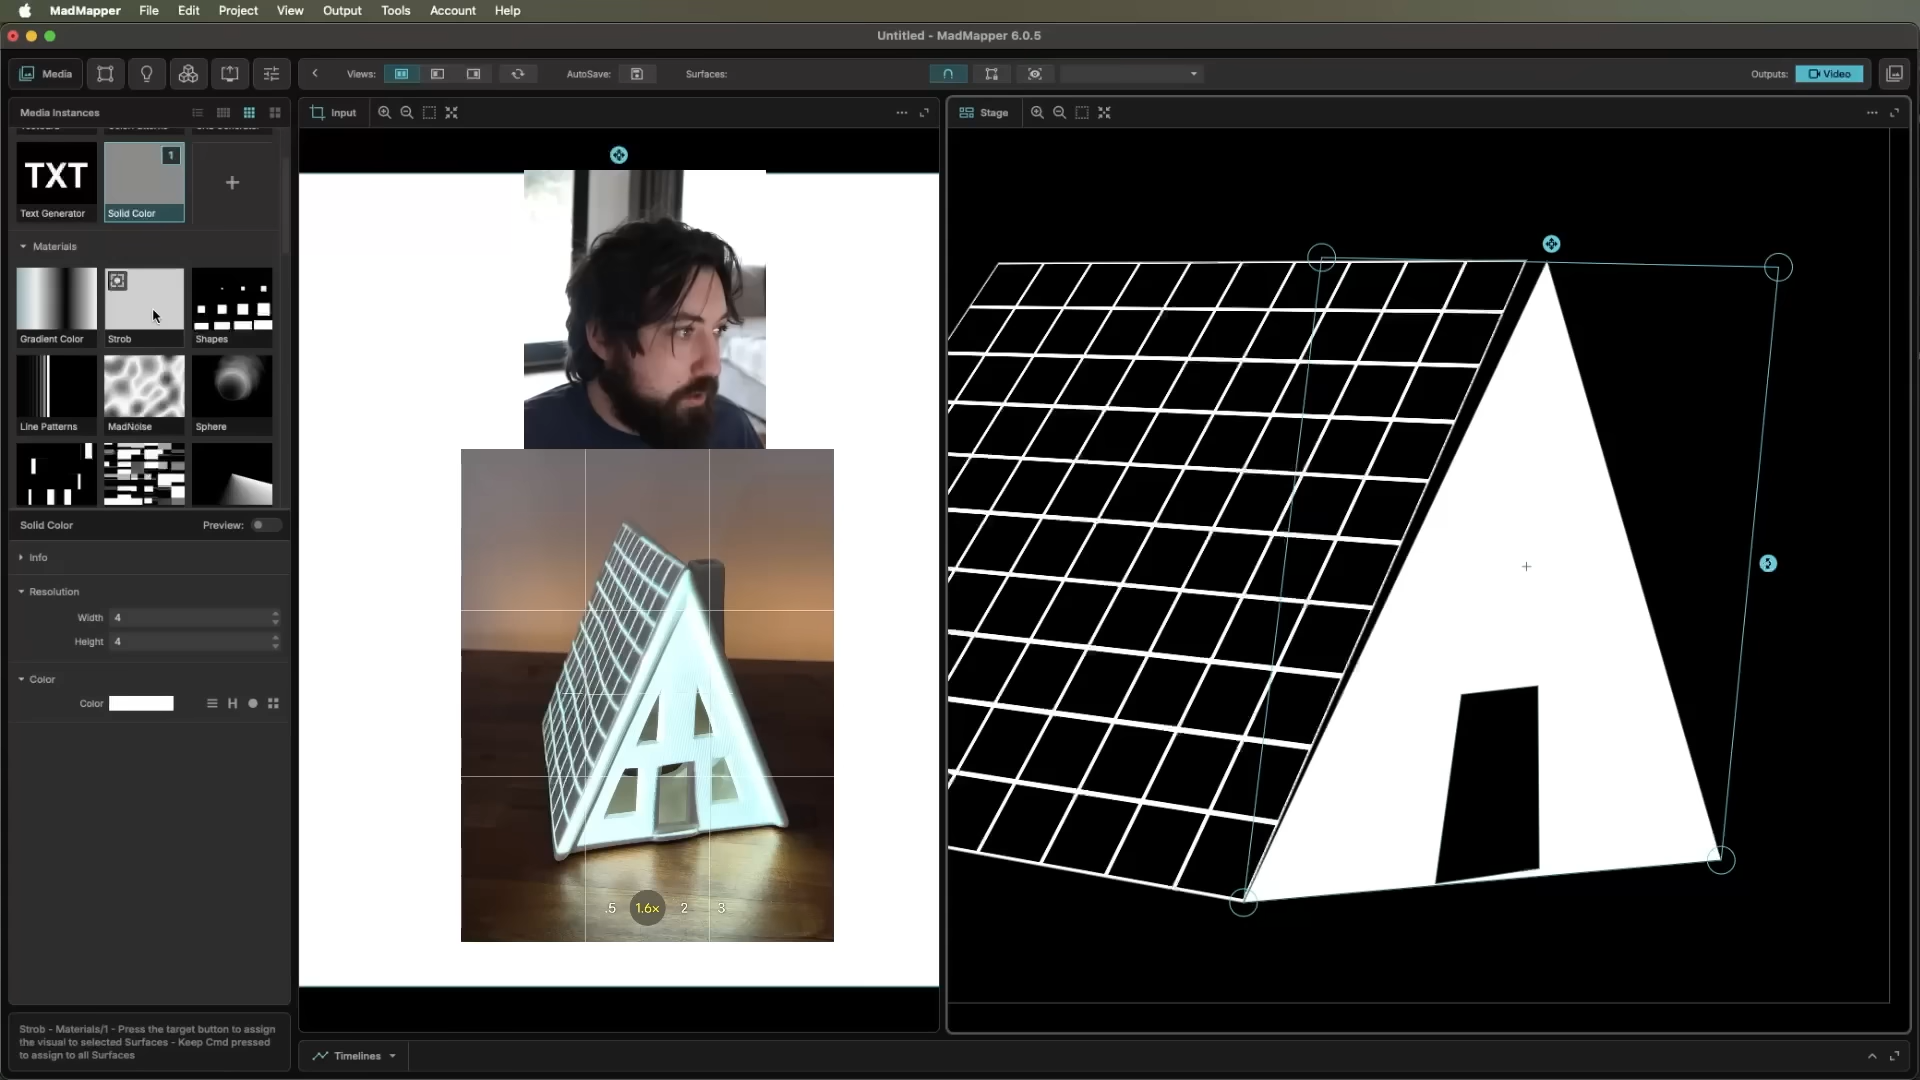 MadMapper File Edit Project View Output Tools Account Help
Untitled - MadMapper 6.0.5
Media
Views:
AutoSave:
Surfaces:
Outputs:
Video
Media Instances
Input
Stage
TXT
1
Text Generator
Solid Color
Materials
Gradient Color
Strob
Shapes
Line Patterns
MadNoise
Sphere
Solid Color
Preview:
Info
Resolution
Width 4
Height 4
Color
Color
H
.5 1.6× 2 3
Strob - Materials/1 - Press the target button to assign
the visual to selected Surfaces - Keep Cmd pressed
to assign to all Surfaces
Timelines